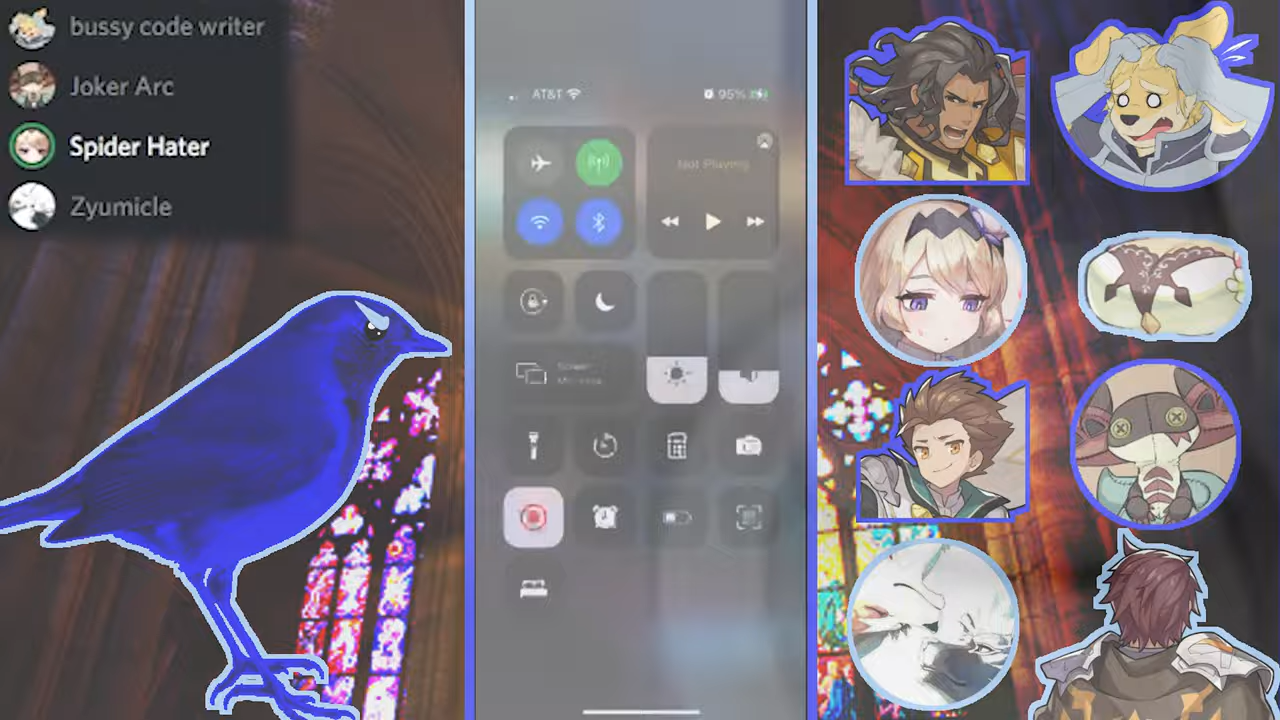 bussy code writer
Joker Arc
Spider Hater
Zyumicle
AT&T
95%
Not Playing